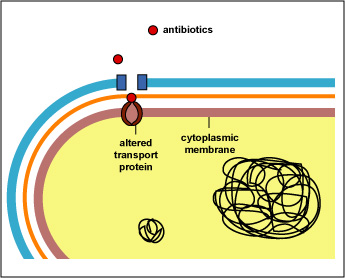 antibiotics
altered
transport
protein
cytoplasmic
membrane